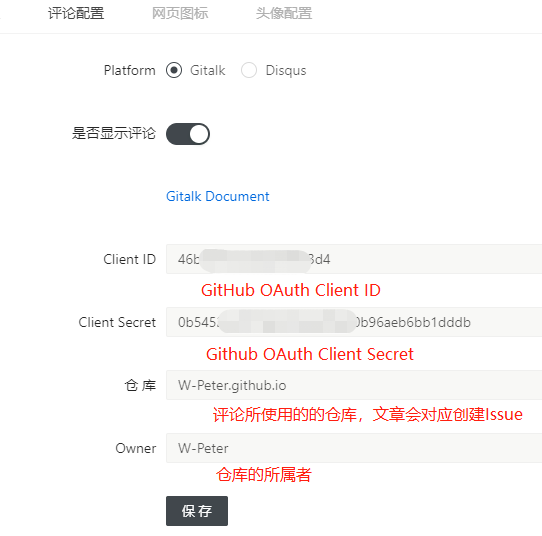 评论配置 网页图标 头像配置
Platform Gitalk Disqus
是否显示评论
Gitalk Document
Client ID 46b 3d4
GitHub OAuth Client ID
Client Secret 0b545 0b96aeb6bb1dddb
Github OAuth Client Secret
仓 库 W-Peter.github.io
评论所使用的的仓库，文章会对应创建Issue
Owner W-Peter
仓库的所属者
保 存